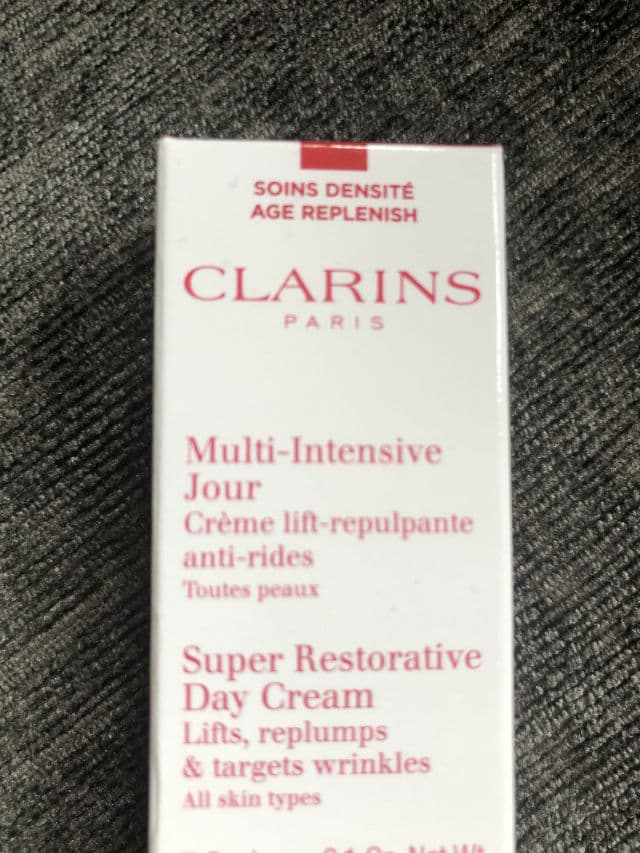 SOINS DENSITÉ
AGE REPLENISH
CLARINS
PARIS
Multi-Intensive
Jour
Crème lift-repulpante
anti-rides
Toutes peaux
Super Restorative
Day Cream
Lifts, replumps
& targets wrinkles
All skin types